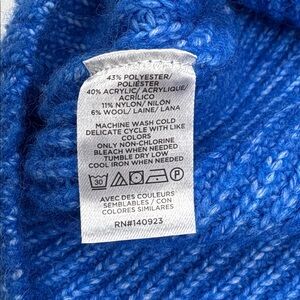 43% POLYESTER/
POLIÉSTER
40% ACRYLIC/ ACRYLIQUE/
ACRÍLICO
11% NYLON/ NILÓN
6% WOOL/ LAINE/ LANA
MACHINE WASH COLD
DELICATE CYCLE WITH LIKE
COLORS
ONLY NON-CHLORINE
BLEACH WHEN NEEDED
TUMBLE DRY LOW
COOL IRON WHEN NEEDED
30
AVEC DES COULEURS
SEMBLABLES / CON
COLORES SIMILARES
RN#140923